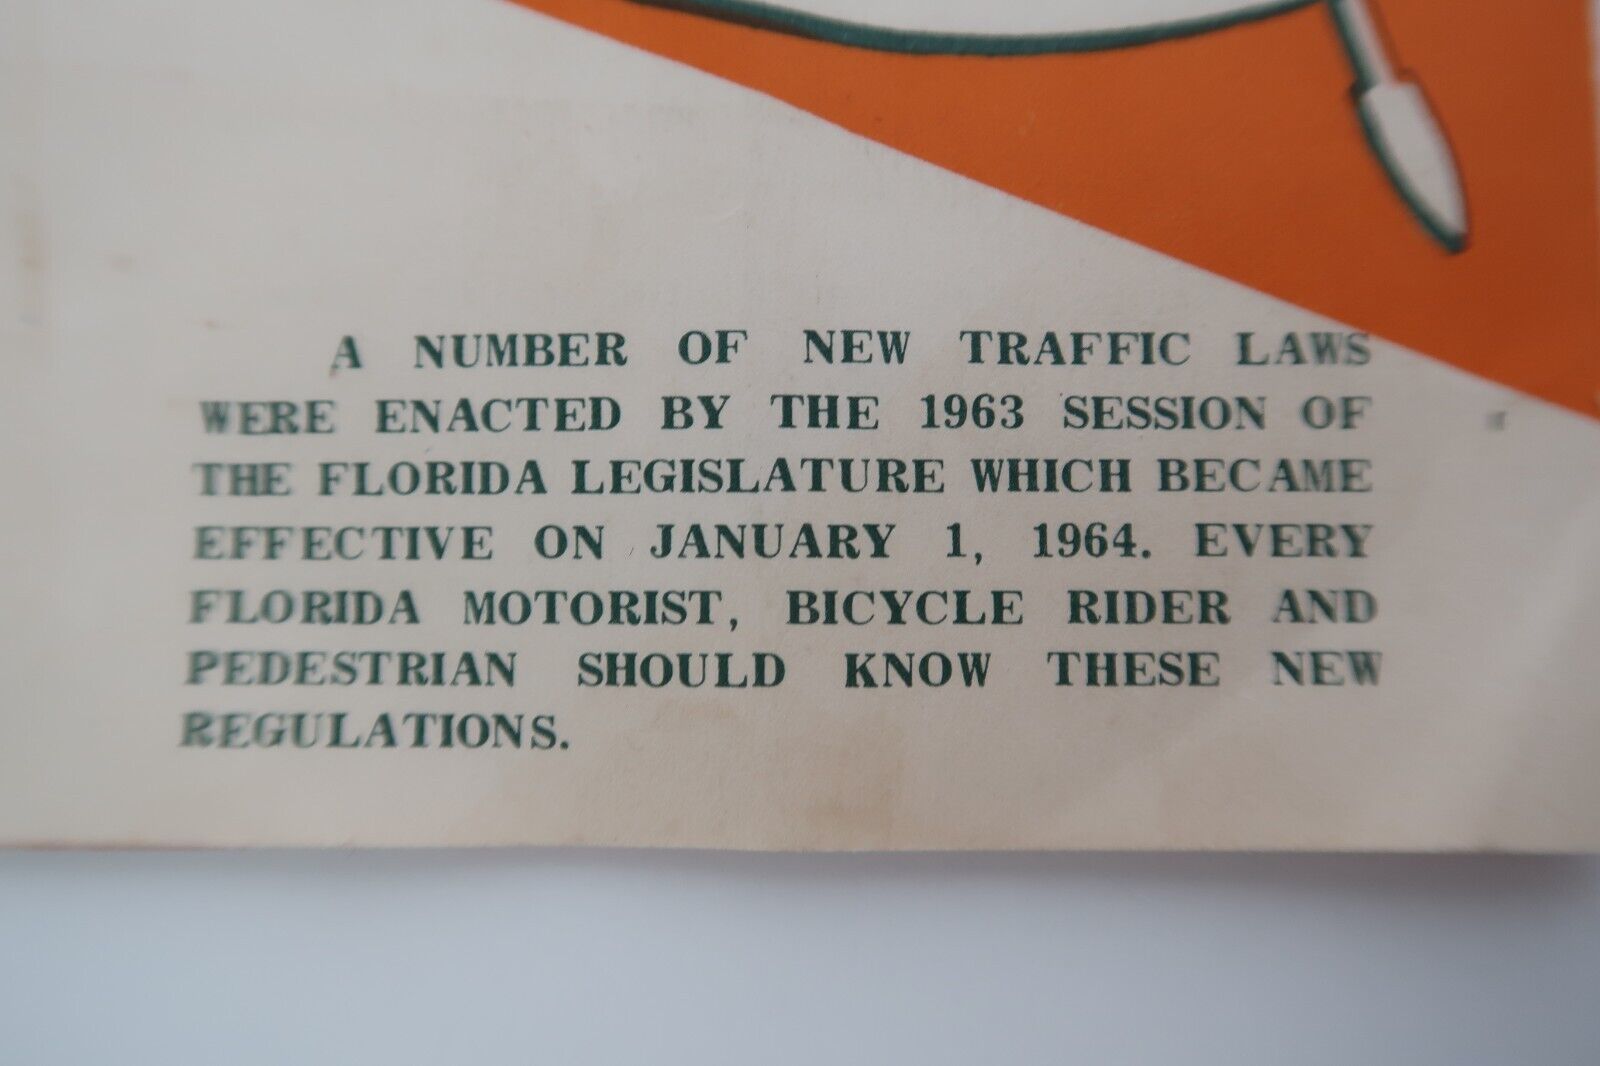 A NUMBER OF NEW TRAFFIC LAWS
WERE ENACTED BY THE 1963 SESSION OF
THE FLORIDA LEGISLATURE WHICH BECAME
EFFECTIVE ON JANUARY 1, 1964. EVERY
FLORIDA MOTORIST, BICYCLE RIDER AND
PEDESTRIAN SHOULD KNOW THESE NEW
REGULATIONS.